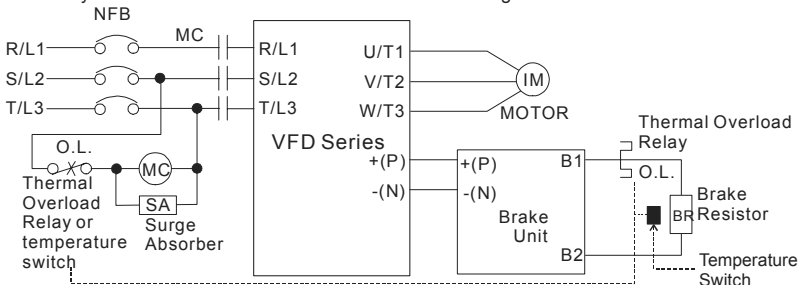 NFB
MC
R/L1
R/L1
U/T1
S/L2
S/L2
V/T2
IM
T/L3
T/L3
W/T3
MOTOR
VFD Series
O.L.
MC
SA
Thermal
Overload
Relay or
temperature
switch
Surge
Absorber
+(P)
-(N)
+(P)
-(N)
B1
B2
Brake
Unit
Thermal Overload
Relay
O.L.
BR
Brake
Resistor
Temperature
Switch